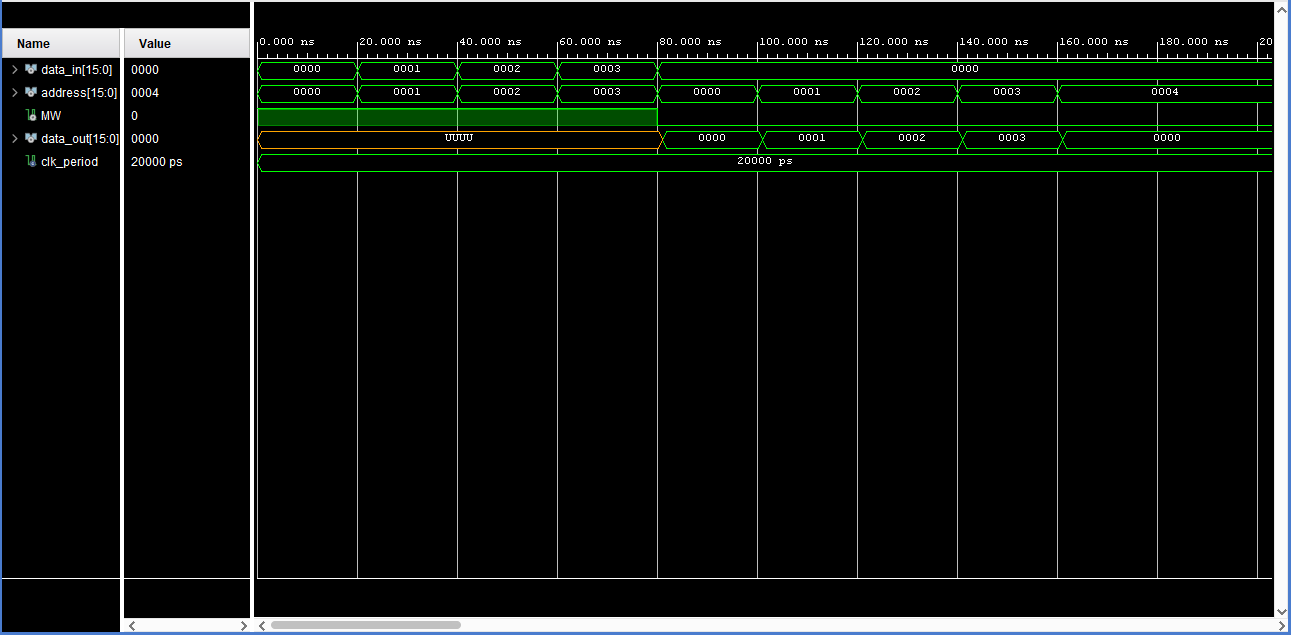 Name Value
0.000 ns 20.000 ns 40.000 ns 60.000 ns 80.000 ns 100.000 ns 120.000 ns 140.000 ns 160.000 ns 180.000 ns 20
data_in[15:0] 0000 0000 0001 0002 0003 0000
address[15:0] 0004 0000 0001 0002 0003 0000 0001 0002 0003 0004
MW 0
data_out[15:0] 0000 UUUU 0000 0001 0002 0003 0000
clk_period 20000 ps 20000 ps